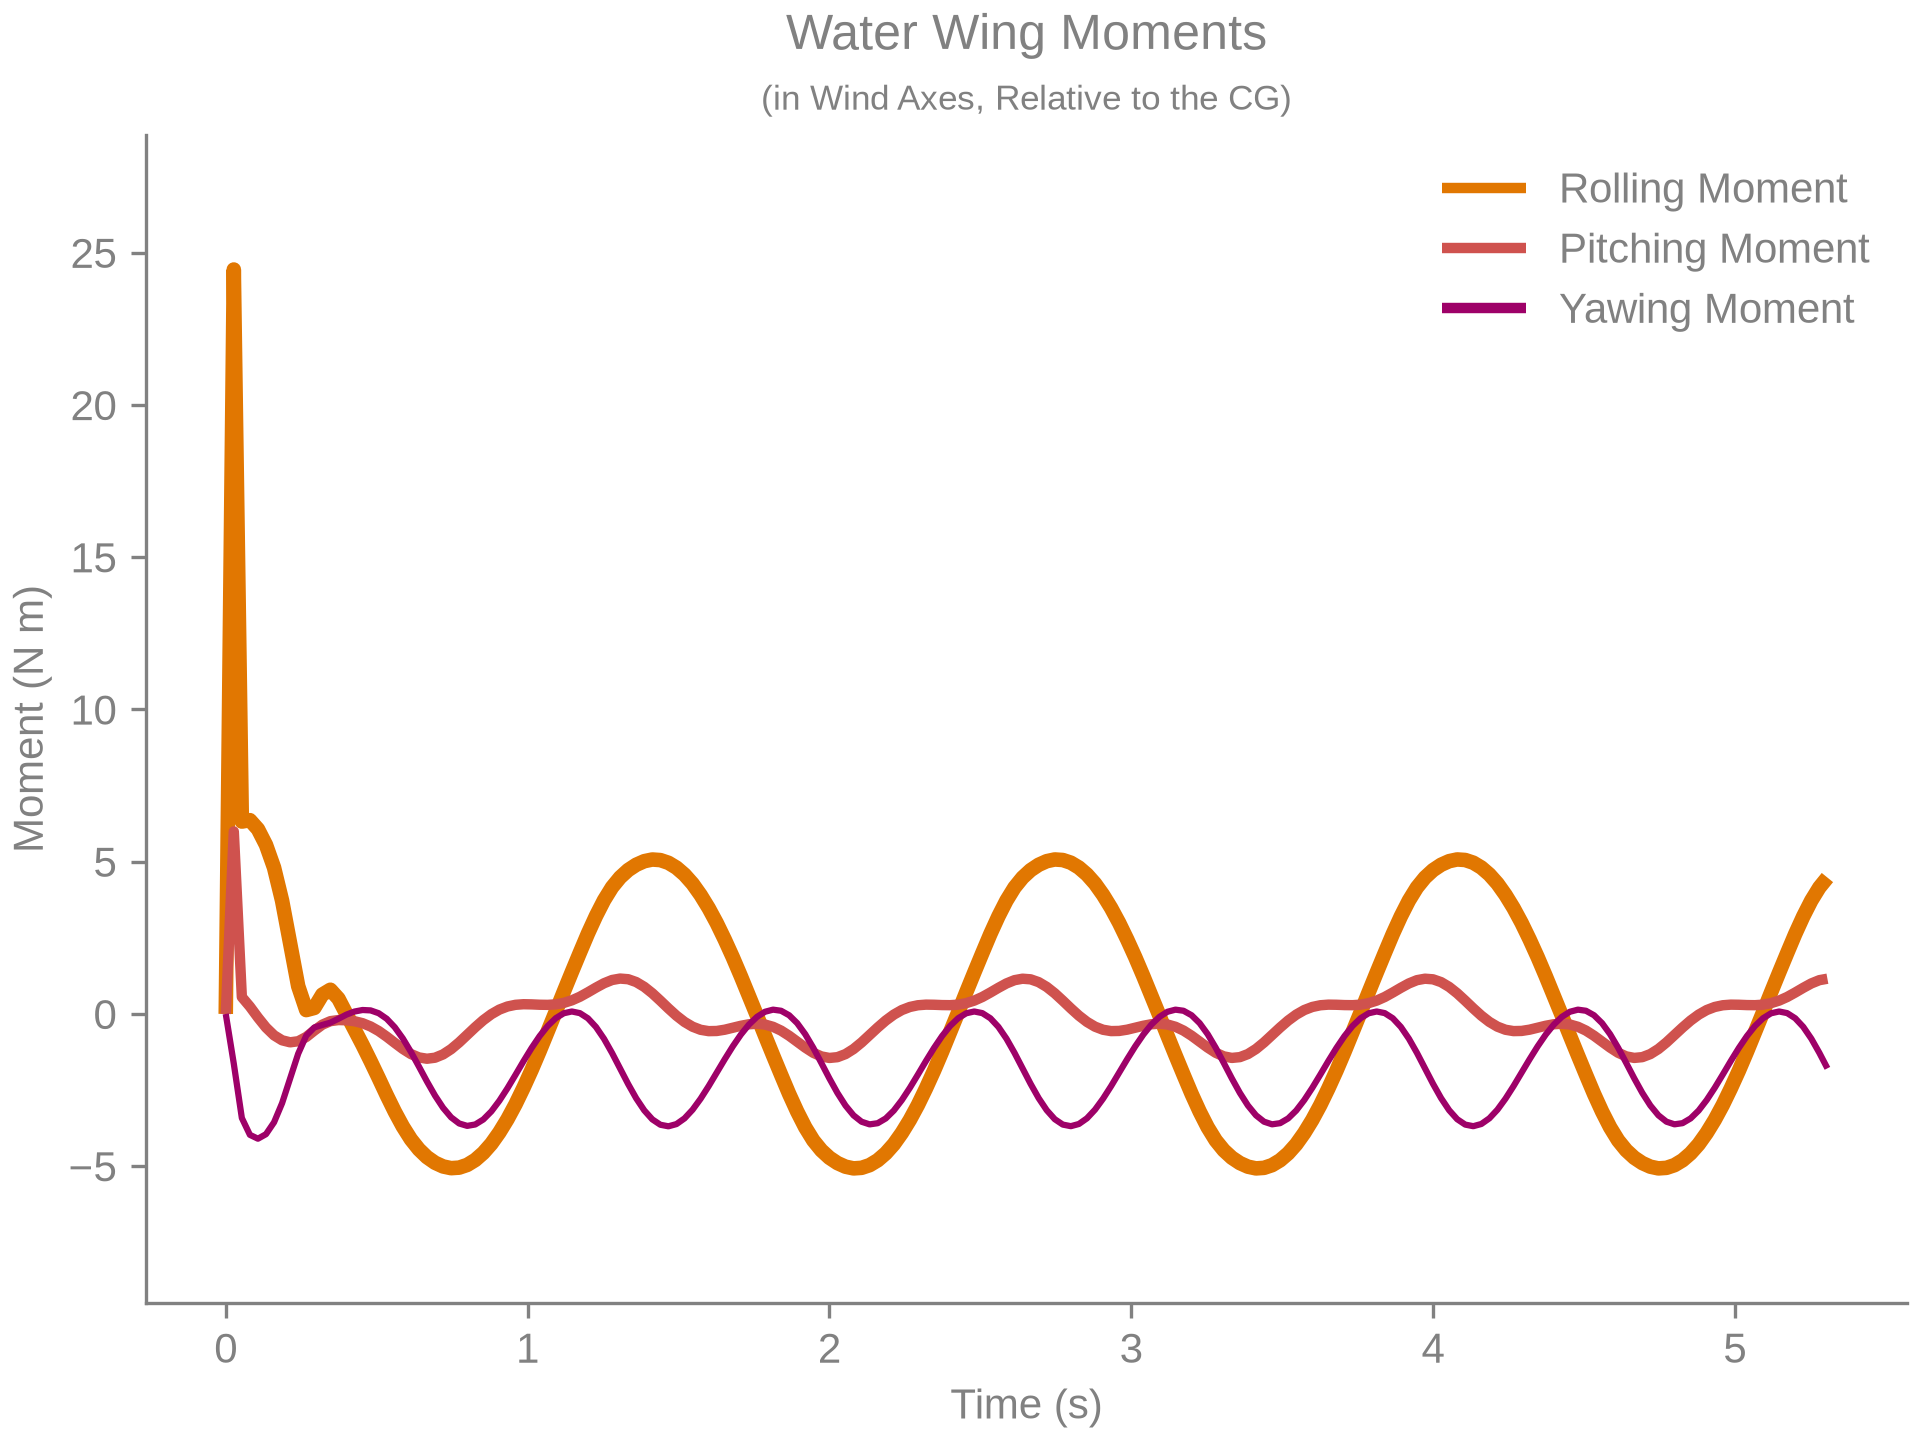 Water Wing Moments
(in Wind Axes, Relative to the CG)
Rolling Moment
Pitching Moment
Yawing Moment
25
20
15
10
5
0
−5
Moment (N m)
0 1 2 3 4 5
Time (s)